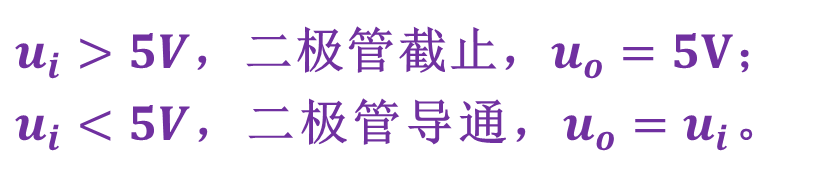 uᵢ > 5V，二极管截止，uₒ = 5V；
uᵢ < 5V，二极管导通，uₒ = uᵢ。